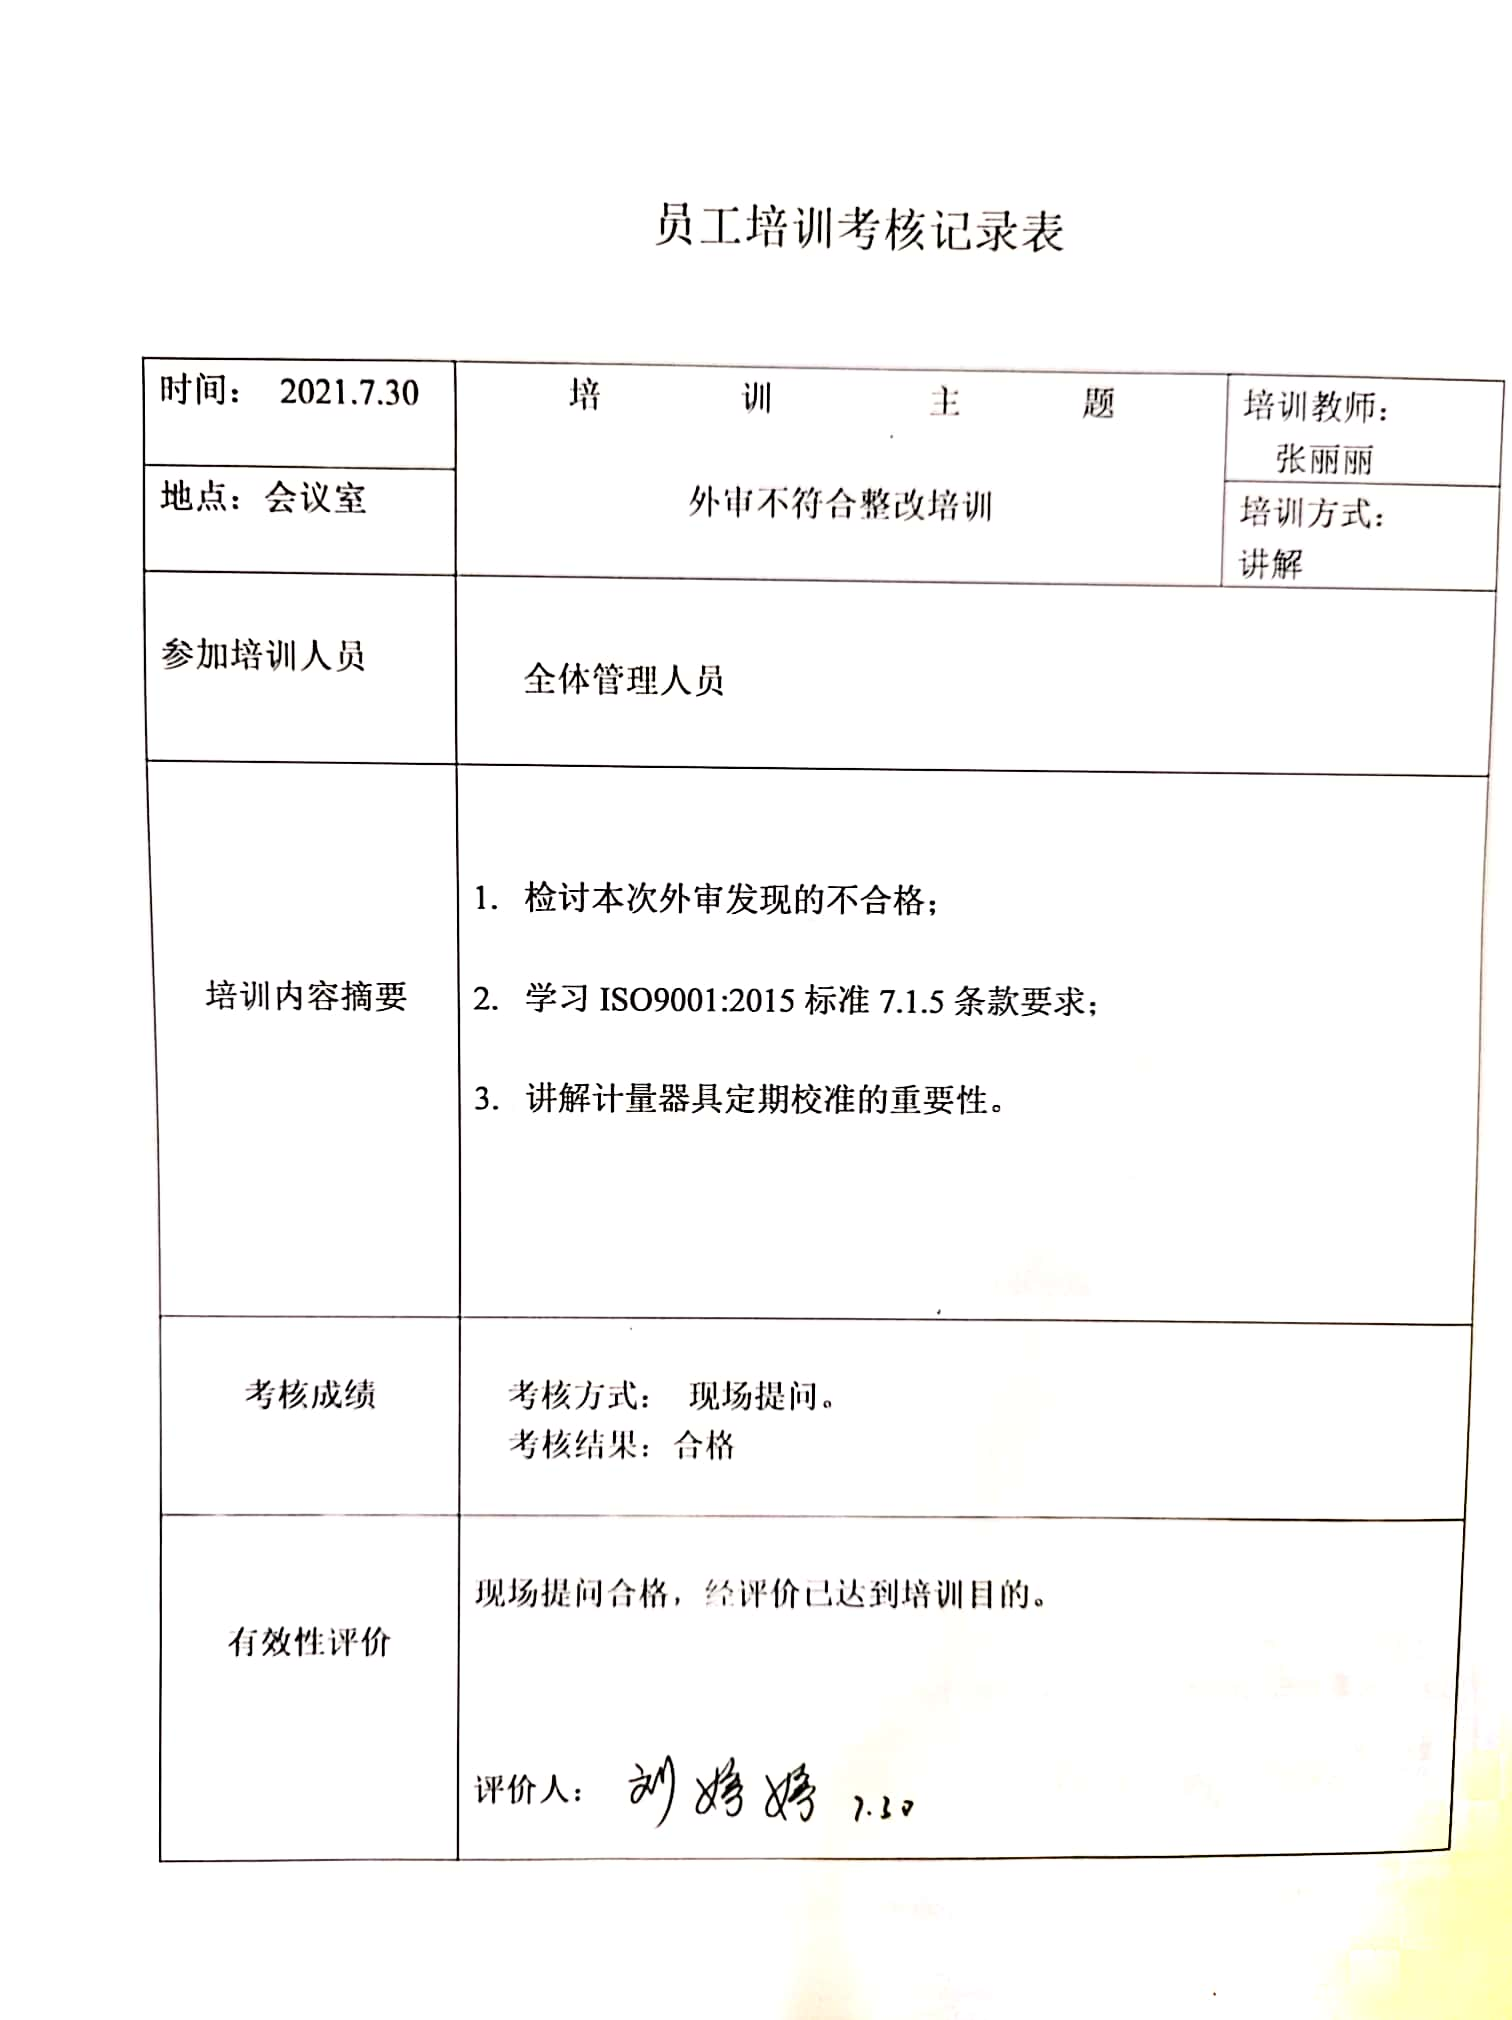 员工培训考核记录表
时间： 2021.7.30
培 训 主 题
培训教师：
张丽丽
地点：会议室
外审不符合整改培训
培训方式：
讲解
参加培训人员
全体管理人员
培训内容摘要
1. 检讨本次外审发现的不合格；
2. 学习 ISO9001:2015 标准 7.1.5 条款要求；
3. 讲解计量器具定期校准的重要性。
考核成绩
考核方式： 现场提问。
考核结果：合格
有效性评价
现场提问合格，经评价已达到培训目的。
评价人： 刘婷婷 7.30